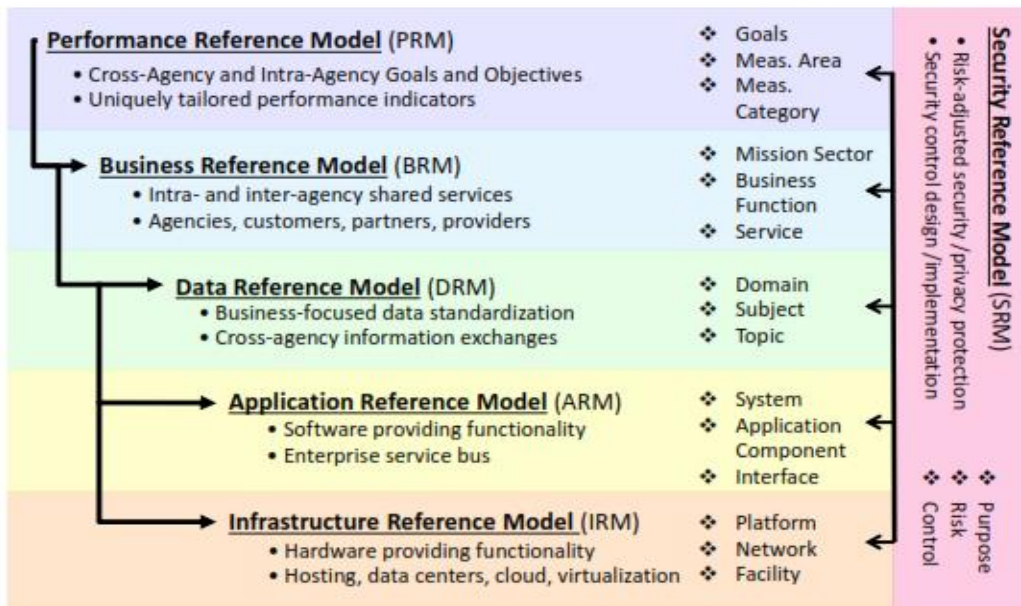 Performance Reference Model (PRM)
• Cross-Agency and Intra-Agency Goals and Objectives
• Uniquely tailored performance indicators
❖ Goals
❖ Meas. Area
❖ Meas.
Category
Business Reference Model (BRM)
• Intra- and inter-agency shared services
• Agencies, customers, partners, providers
❖ Mission Sector
❖ Business
Function
❖ Service
Data Reference Model (DRM)
• Business-focused data standardization
• Cross-agency information exchanges
❖ Domain
❖ Subject
❖ Topic
Application Reference Model (ARM)
• Software providing functionality
• Enterprise service bus
❖ System
❖ Application
Component
❖ Interface
Infrastructure Reference Model (IRM)
• Hardware providing functionality
• Hosting, data centers, cloud, virtualization
❖ Platform
❖ Network
❖ Facility
Security Reference Model (SRM)
• Risk-adjusted security /privacy protection
• Security control design /implementation
❖ Purpose
❖ Risk
❖ Control